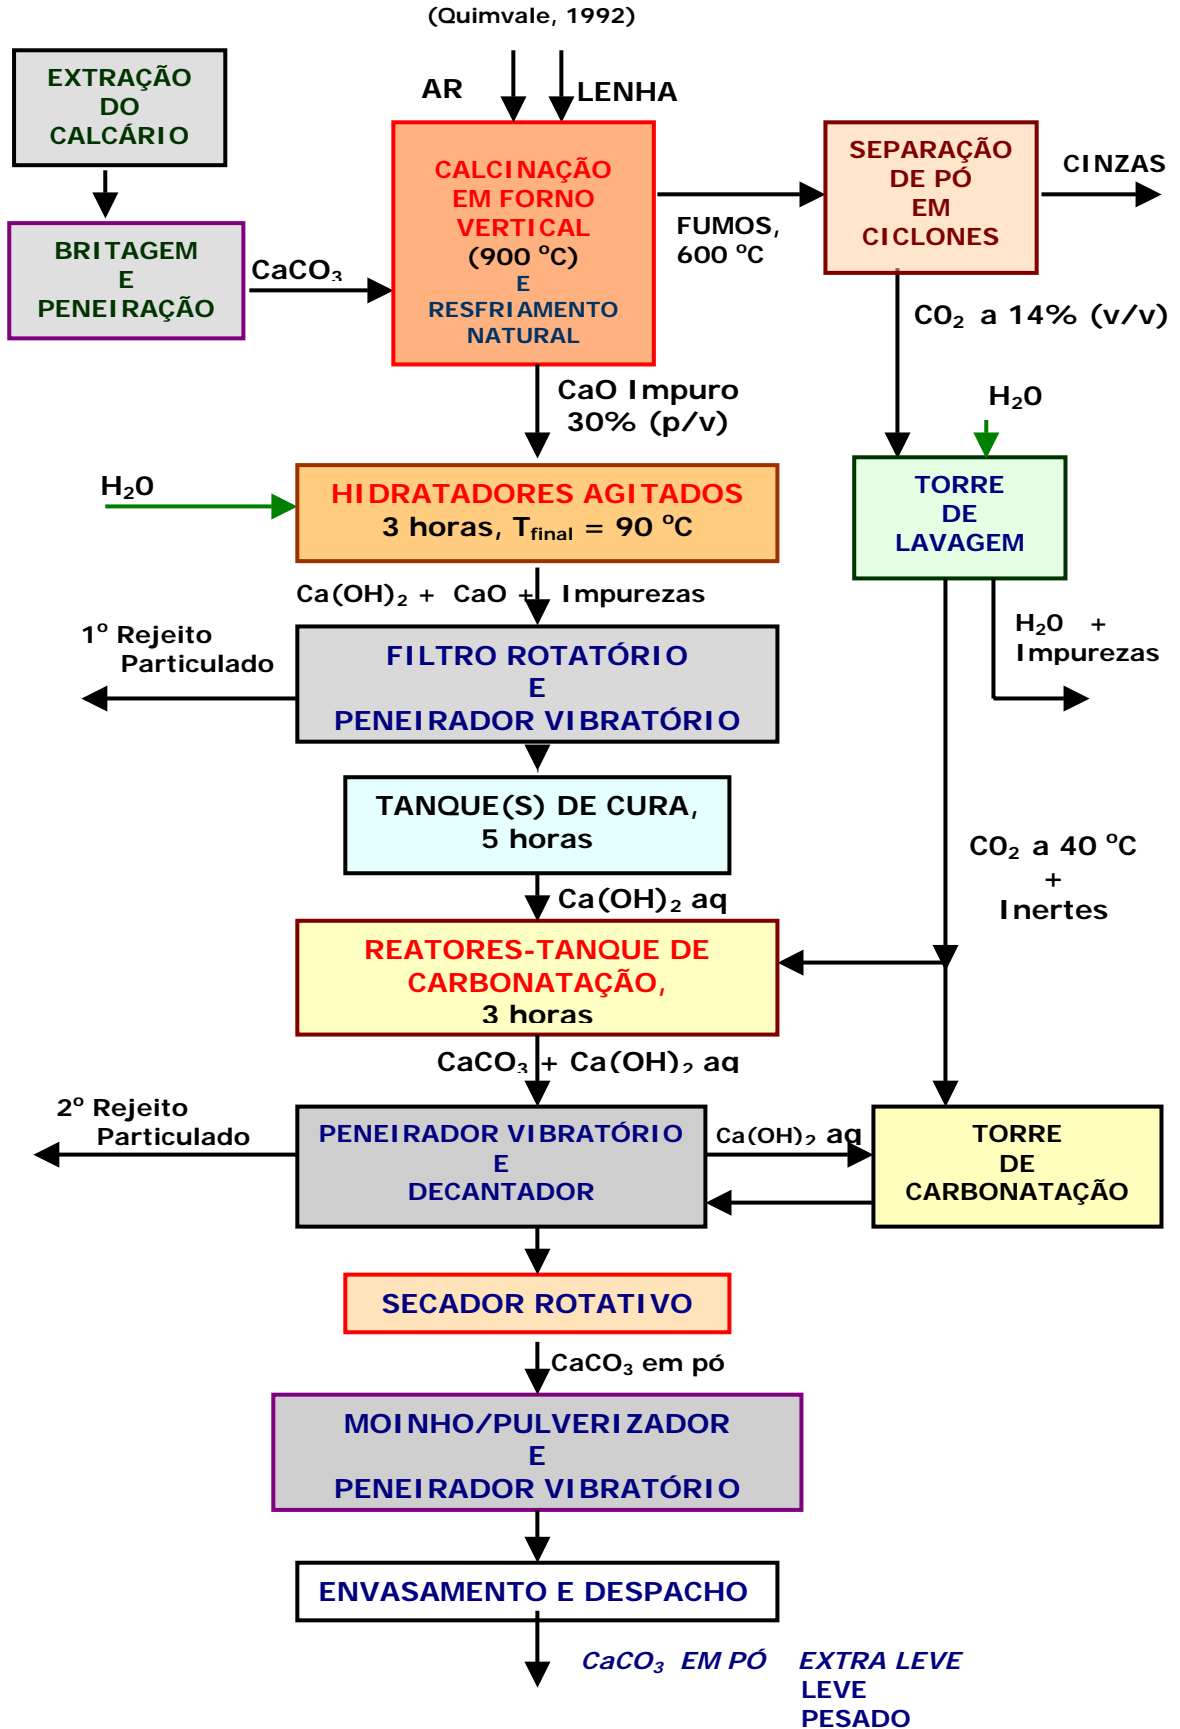 (Quimvale, 1992)
EXTRAÇÃO
DO
CALCÁRIO
AR
LENHA
CALCINAÇÃO
EM FORNO
VERTICAL
(900 °C)
E
RESFRIAMENTO
NATURAL
SEPARAÇÃO
DE PÓ
EM
CICLONES
CINZAS
FUMOS,
600 °C
BRITAGEM
E
PENEIRAÇÃO
CaCO₃
CO₂ a 14% (v/v)
CaO Impuro
30% (p/v)
H₂0
H₂0
HIDRATADORES AGITADOS
3 horas, T_final = 90 °C
TORRE
DE
LAVAGEM
Ca(OH)₂ + CaO + Impurezas
1° Rejeito
Particulado
FILTRO ROTATÓRIO
E
PENEIRADOR VIBRATÓRIO
H₂0 +
Impurezas
TANQUE(S) DE CURA,
5 horas
CO₂ a 40 °C
+
Inertes
Ca(OH)₂ aq
REATORES-TANQUE DE
CARBONATAÇÃO,
3 horas
CaCO₃ + Ca(OH)₂ aq
2° Rejeito
Particulado
PENEIRADOR VIBRATÓRIO
E
DECANTADOR
Ca(OH)₂ aq
TORRE
DE
CARBONATAÇÃO
SECADOR ROTATIVO
CaCO₃ em pó
MOINHO/PULVERIZADOR
E
PENEIRADOR VIBRATÓRIO
ENVASAMENTO E DESPACHO
CaCO₃ EM PÓ EXTRA LEVE
LEVE
PESADO